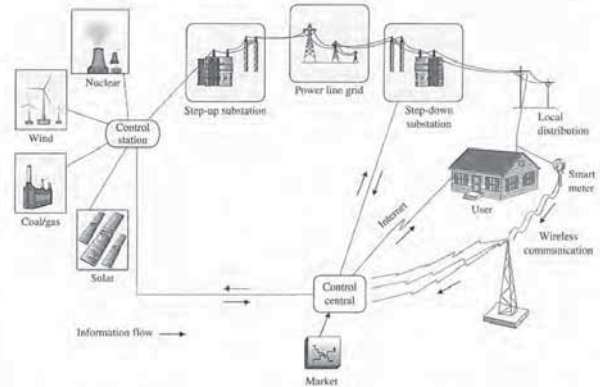 Nuclear
Step-up substation
Power line grid
Step-down
substation
Wind
Control
station
Local
distribution
Coal/gas
Smart
meter
User
Internet
Wireless
communication
Solar
Control
central
Information flow
Market